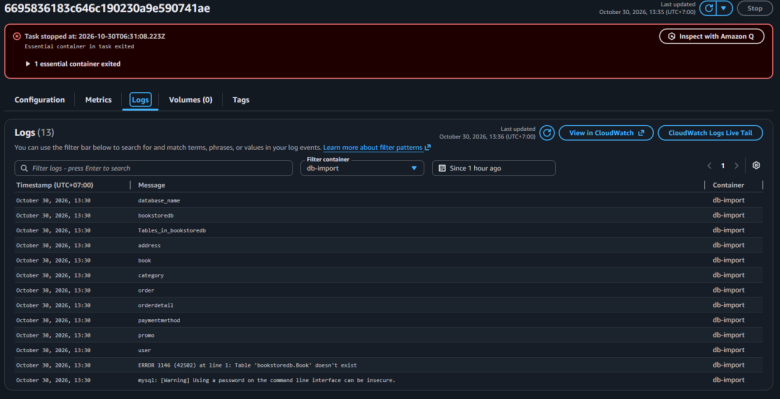 6695836183c646c190230a9e590741ae
Last updated
October 30, 2026, 13:35 (UTC+7:00)
Stop
Task stopped at: 2026-10-30T06:31:08.223Z
Essential container in task exited
Inspect with Amazon Q
1 essential container exited
Configuration Metrics Logs Volumes (0) Tags
Logs (13)
Last updated
October 30, 2026, 13:36 (UTC+7:00)
View in CloudWatch
CloudWatch Logs Live Tail
You can use the filter bar below to search for and match terms, phrases, or values in your log events. Learn more about filter patterns
Filter container
Filter logs - press Enter to search
db-import
Since 1 hour ago
1
Timestamp (UTC+07:00) Message Container
October 30, 2026, 13:30 database_name db-import
October 30, 2026, 13:30 bookstoredb db-import
October 30, 2026, 13:30 Tables_in_bookstoredb db-import
October 30, 2026, 13:30 address db-import
October 30, 2026, 13:30 book db-import
October 30, 2026, 13:30 category db-import
October 30, 2026, 13:30 order db-import
October 30, 2026, 13:30 orderdetail db-import
October 30, 2026, 13:30 paymentmethod db-import
October 30, 2026, 13:30 promo db-import
October 30, 2026, 13:30 user db-import
October 30, 2026, 13:30 ERROR 1146 (42S02) at line 1: Table 'bookstoredb.Book' doesn't exist db-import
October 30, 2026, 13:30 mysql: [Warning] Using a password on the command line interface can be insecure. db-import